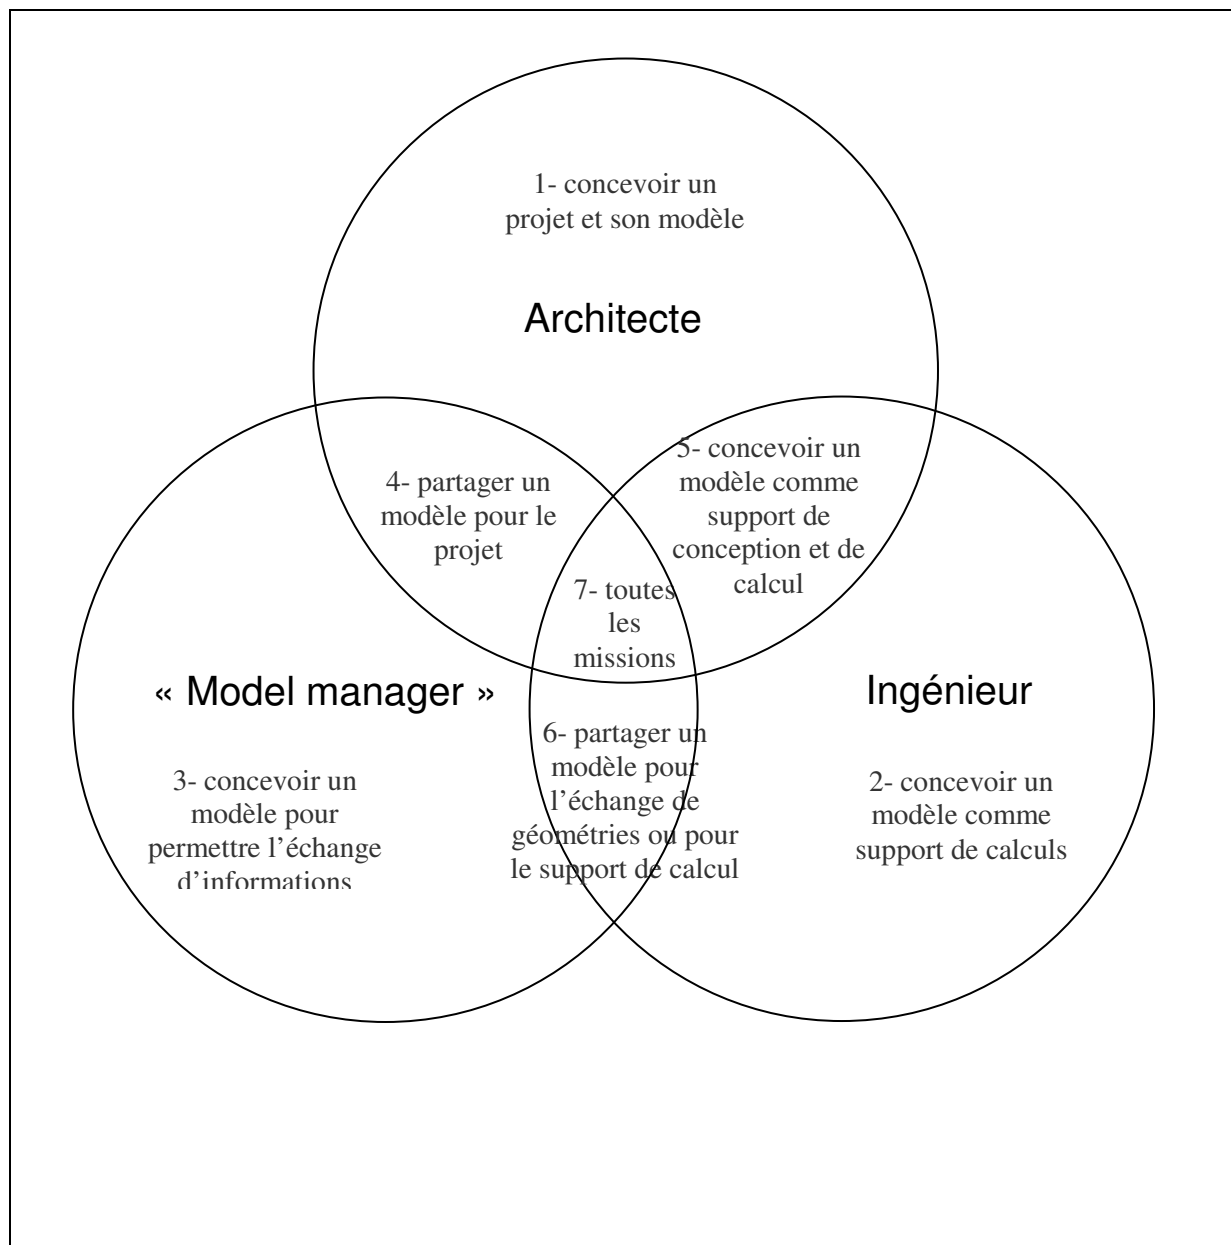 1- concevoir un
projet et son modèle
Architecte
4- partager un
modèle pour le
projet
5- concevoir un
modèle comme
support de
conception et de
calcul
7- toutes
les
missions
« Model manager »
Ingénieur
3- concevoir un
modèle pour
permettre l’échange
d’informations
6- partager un
modèle pour
l’échange de
géométries ou pour
le support de calcul
2- concevoir un
modèle comme
support de calculs